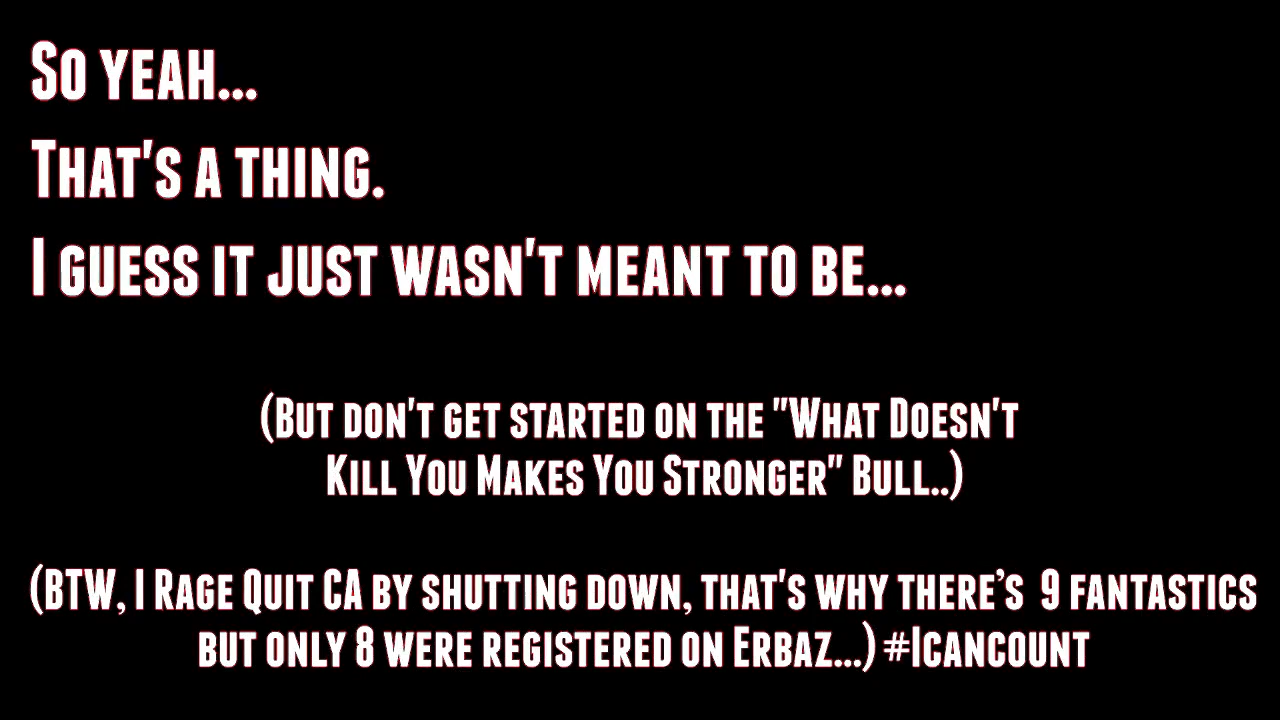 So yeah...
That's a thing.
I guess it just wasn't meant to be...
(But don't get started on the "What Doesn't
Kill You Makes You Stronger" Bull..)
(BTW, I Rage Quit CA by shutting down, that's why there’s 9 fantastics
but only 8 were registered on Erbaz...) #Icancount